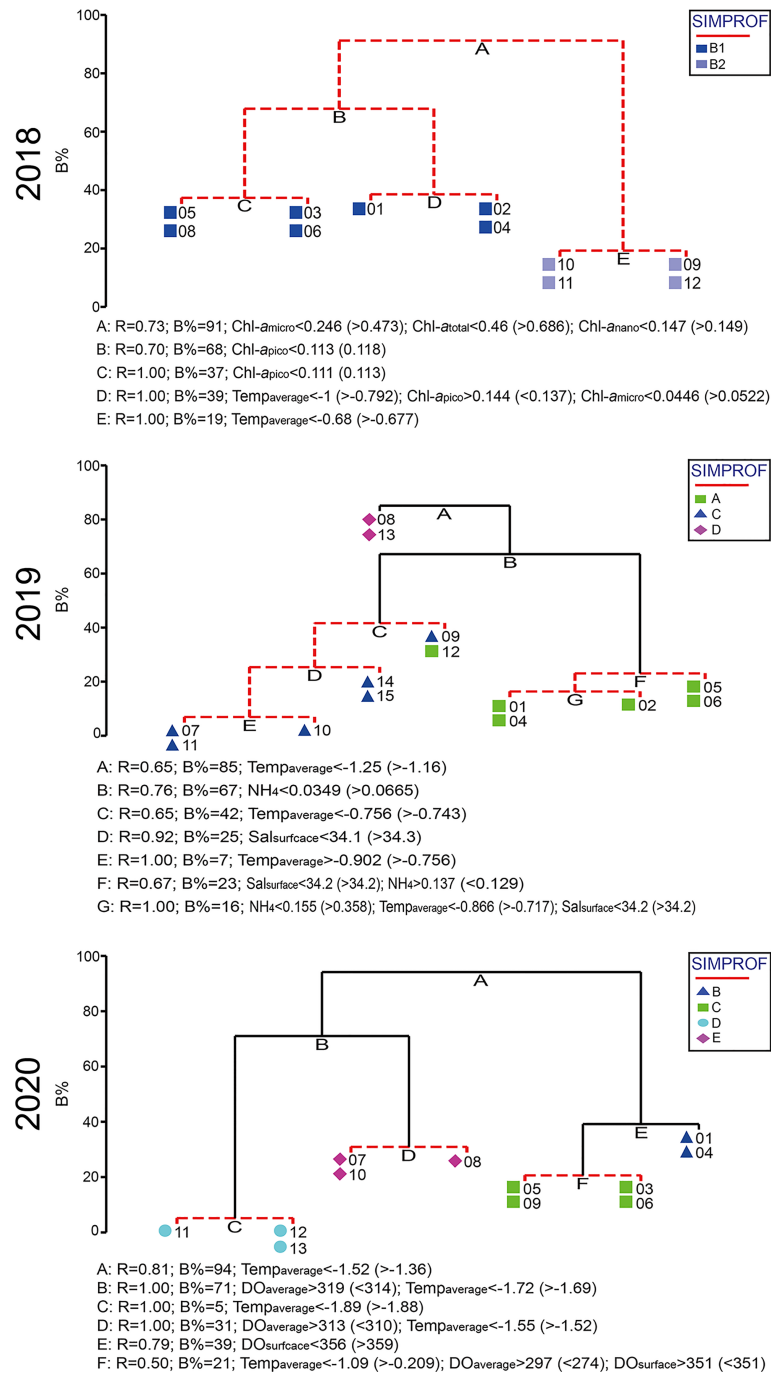 2018
B%
100
80
60
40
20
0
SIMPROF
B1
B2
A
B
C
D
E
05
08
03
06
01
02
04
10
11
09
12
A: R=0.73; B%=91; Chl-amicro<0.246 (>0.473); Chl-atotal<0.46 (>0.686); Chl-anano<0.147 (>0.149)
B: R=0.70; B%=68; Chl-apico<0.113 (0.118)
C: R=1.00; B%=37; Chl-apico<0.111 (0.113)
D: R=1.00; B%=39; Tempaverage<-1 (>-0.792); Chl-apico>0.144 (<0.137); Chl-amicro<0.0446 (>0.0522)
E: R=1.00; B%=19; Tempaverage<-0.68 (>-0.677)
2019
B%
100
80
60
40
20
0
SIMPROF
A
C
D
A
08
13
B
C
09
12
D
14
15
E
07
11
10
F
05
06
G
01
04
02
A: R=0.65; B%=85; Tempaverage<-1.25 (>-1.16)
B: R=0.76; B%=67; NH4<0.0349 (>0.0665)
C: R=0.65; B%=42; Tempaverage<-0.756 (>-0.743)
D: R=0.92; B%=25; Salsurfcace<34.1 (>34.3)
E: R=1.00; B%=7; Tempaverage>-0.902 (>-0.756)
F: R=0.67; B%=23; Salsurface<34.2 (>34.2); NH4>0.137 (<0.129)
G: R=1.00; B%=16; NH4<0.155 (>0.358); Tempaverage<-0.866 (>-0.717); Salsurface<34.2 (>34.2)
2020
B%
100
80
60
40
20
0
SIMPROF
B
C
D
E
A
B
E
01
04
D
07
10
08
F
05
09
03
06
C
11
12
13
A: R=0.81; B%=94; Tempaverage<-1.52 (>-1.36)
B: R=1.00; B%=71; DOaverage>319 (<314); Tempaverage<-1.72 (>-1.69)
C: R=1.00; B%=5; Tempaverage<-1.89 (>-1.88)
D: R=1.00; B%=31; DOaverage>313 (<310); Tempaverage<-1.55 (>-1.52)
E: R=0.79; B%=39; DOsurfcace<356 (>359)
F: R=0.50; B%=21; Tempaverage<-1.09 (>-0.209); DOaverage>297 (<274); DOsurface>351 (<351)